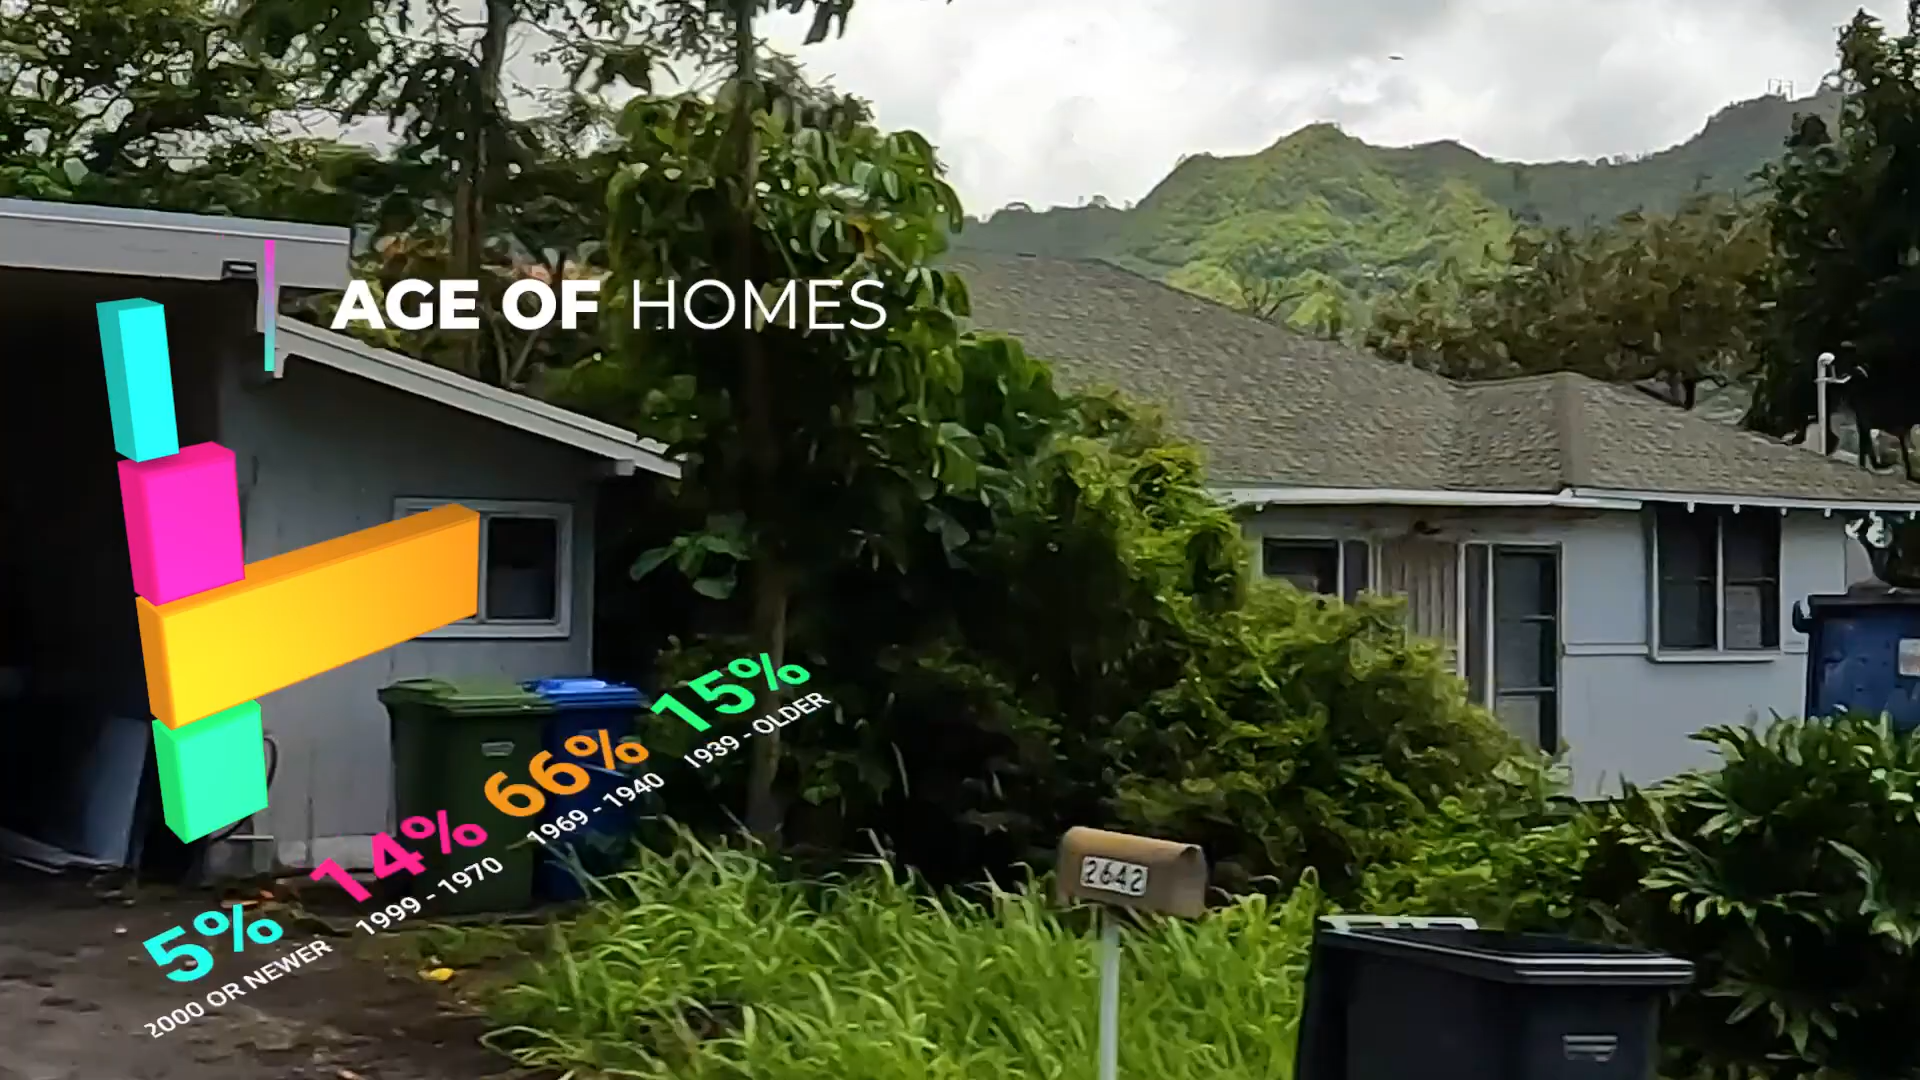 AGE OF HOMES
5%
2000 OR NEWER
14%
1999 - 1970
66%
1969 - 1940
15%
1939 - OLDER
2642